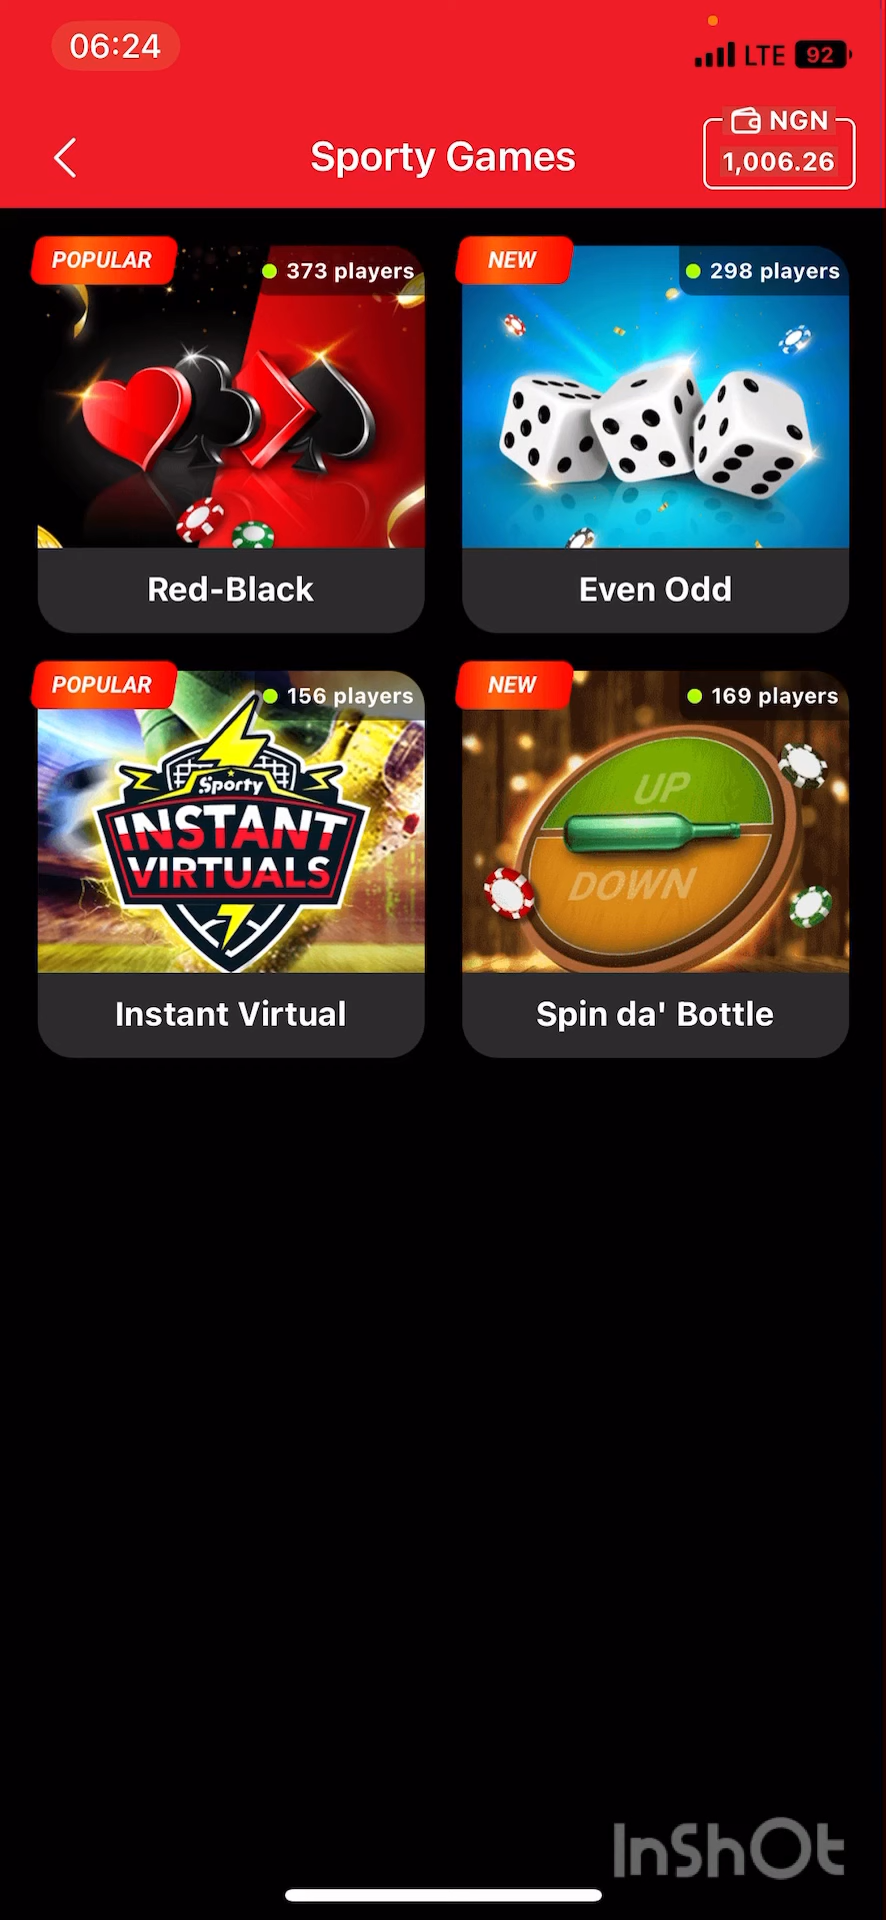 06:24
LTE 92
Sporty Games
NGN
1,006.26
POPULAR
373 players
Red-Black
NEW
298 players
Even Odd
POPULAR
156 players
Sporty
INSTANT
VIRTUALS
Instant Virtual
NEW
169 players
UP
DOWN
Spin da' Bottle
InShOt